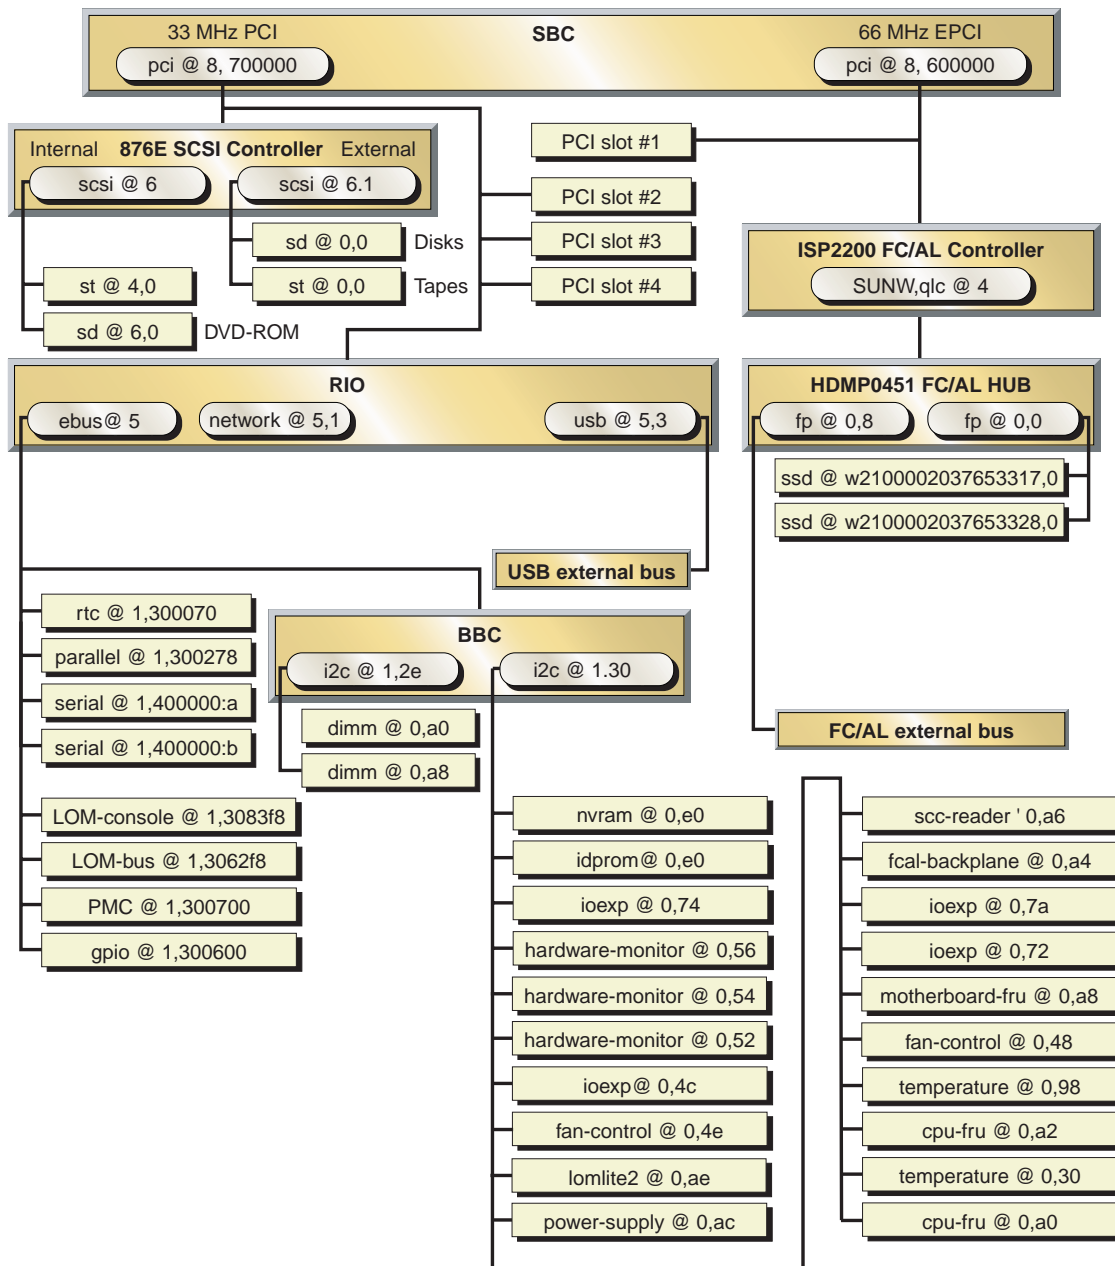 33 MHz PCI
SBC
66 MHz EPCI
pci @ 8, 700000
pci @ 8, 600000
Internal 876E SCSI Controller External
scsi @ 6
scsi @ 6.1
PCI slot #1
PCI slot #2
PCI slot #3
PCI slot #4
sd @ 0,0 Disks
st @ 0,0 Tapes
st @ 4,0
sd @ 6,0 DVD-ROM
ISP2200 FC/AL Controller
SUNW,qlc @ 4
RIO
ebus@ 5
network @ 5,1
usb @ 5,3
HDMP0451 FC/AL HUB
fp @ 0,8
fp @ 0,0
ssd @ w2100002037653317,0
ssd @ w2100002037653328,0
USB external bus
rtc @ 1,300070
parallel @ 1,300278
serial @ 1,400000:a
serial @ 1,400000:b
LOM-console @ 1,3083f8
LOM-bus @ 1,3062f8
PMC @ 1,300700
gpio @ 1,300600
BBC
i2c @ 1,2e
i2c @ 1.30
dimm @ 0,a0
dimm @ 0,a8
FC/AL external bus
nvram @ 0,e0
idprom@ 0,e0
ioexp @ 0,74
hardware-monitor @ 0,56
hardware-monitor @ 0,54
hardware-monitor @ 0,52
ioexp@ 0,4c
fan-control @ 0,4e
lomlite2 @ 0,ae
power-supply @ 0,ac
scc-reader ' 0,a6
fcal-backplane @ 0,a4
ioexp @ 0,7a
ioexp @ 0,72
motherboard-fru @ 0,a8
fan-control @ 0,48
temperature @ 0,98
cpu-fru @ 0,a2
temperature @ 0,30
cpu-fru @ 0,a0